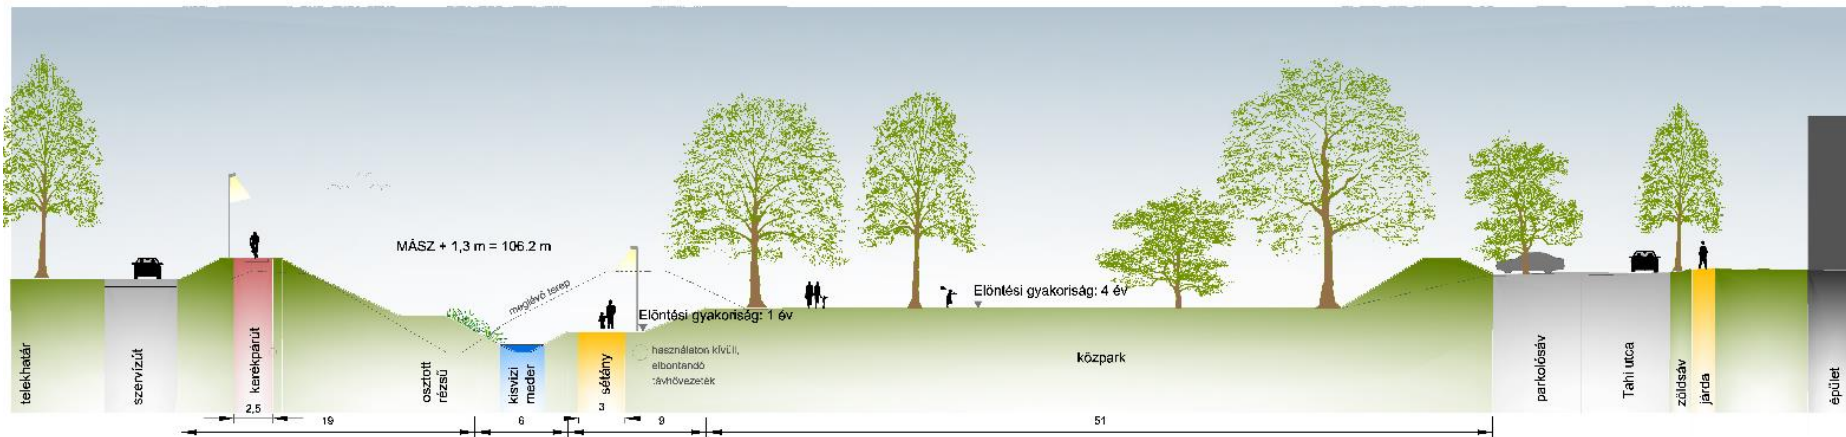 MÁSZ + 1,3 m = 106.2 m
meglévő terep
Elöntési gyakoriság: 4 év
Elöntési gyakoriság: 1 év
használaton kívüli,
elbontandó
távhővezeték
telekhatár
szervízút
kerékpárút
osztott
rézsű
kisvízi
meder
sétány
közpark
parkolósáv
Tahi utca
zöldsáv
járda
épület
2,5
3
19
6
9
51